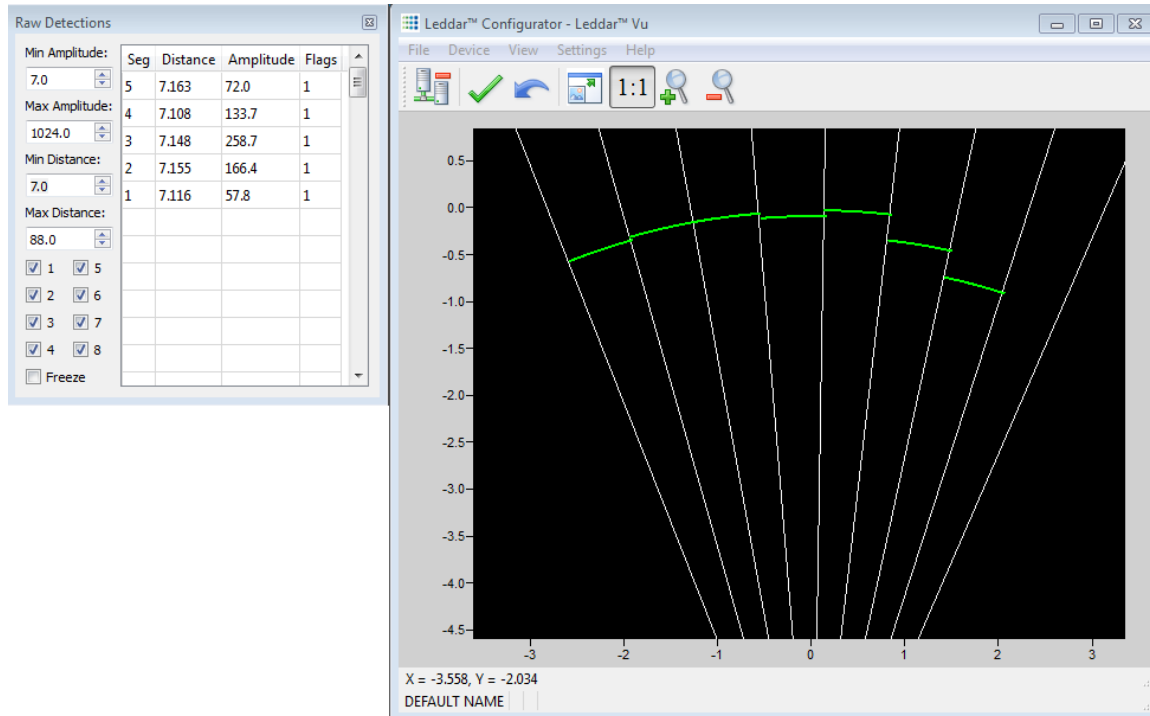 Raw Detections
Min Amplitude:
7.0
Max Amplitude:
1024.0
Min Distance:
7.0
Max Distance:
88.0
1 5
2 6
3 7
4 8
Freeze
Seg Distance Amplitude Flags
5 7.163 72.0 1
4 7.108 133.7 1
3 7.148 258.7 1
2 7.155 166.4 1
1 7.116 57.8 1
Leddar™ Configurator - Leddar™ Vu
File Device View Settings Help
1:1
0.5
0.0
-0.5
-1.0
-1.5
-2.0
-2.5
-3.0
-3.5
-4.0
-4.5
-3 -2 -1 0 1 2 3
X = -3.558, Y = -2.034
DEFAULT NAME